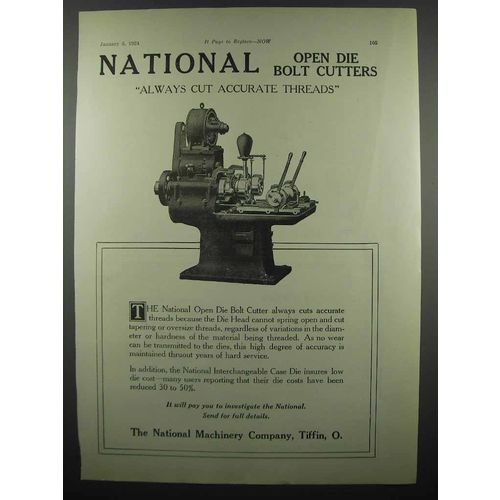 January 3, 1924
It Pays to Replace—NOW
105
NATIONAL
OPEN DIE
BOLT CUTTERS
"ALWAYS CUT ACCURATE THREADS"
THE National Open Die Bolt Cutter always cuts accurate
threads because the Die Head cannot spring open and cut
tapering or oversize threads, regardless of variations in the diam-
eter or hardness of the material being threaded. As no wear
can be transmitted to the dies, this high degree of accuracy is
maintained thruout years of hard service.
In addition, the National Interchangeable Case Die insures low
die cost—many users reporting that their die costs have been
reduced 30 to 50%.
It will pay you to investigate the National.
Send for full details.
The National Machinery Company, Tiffin, O.